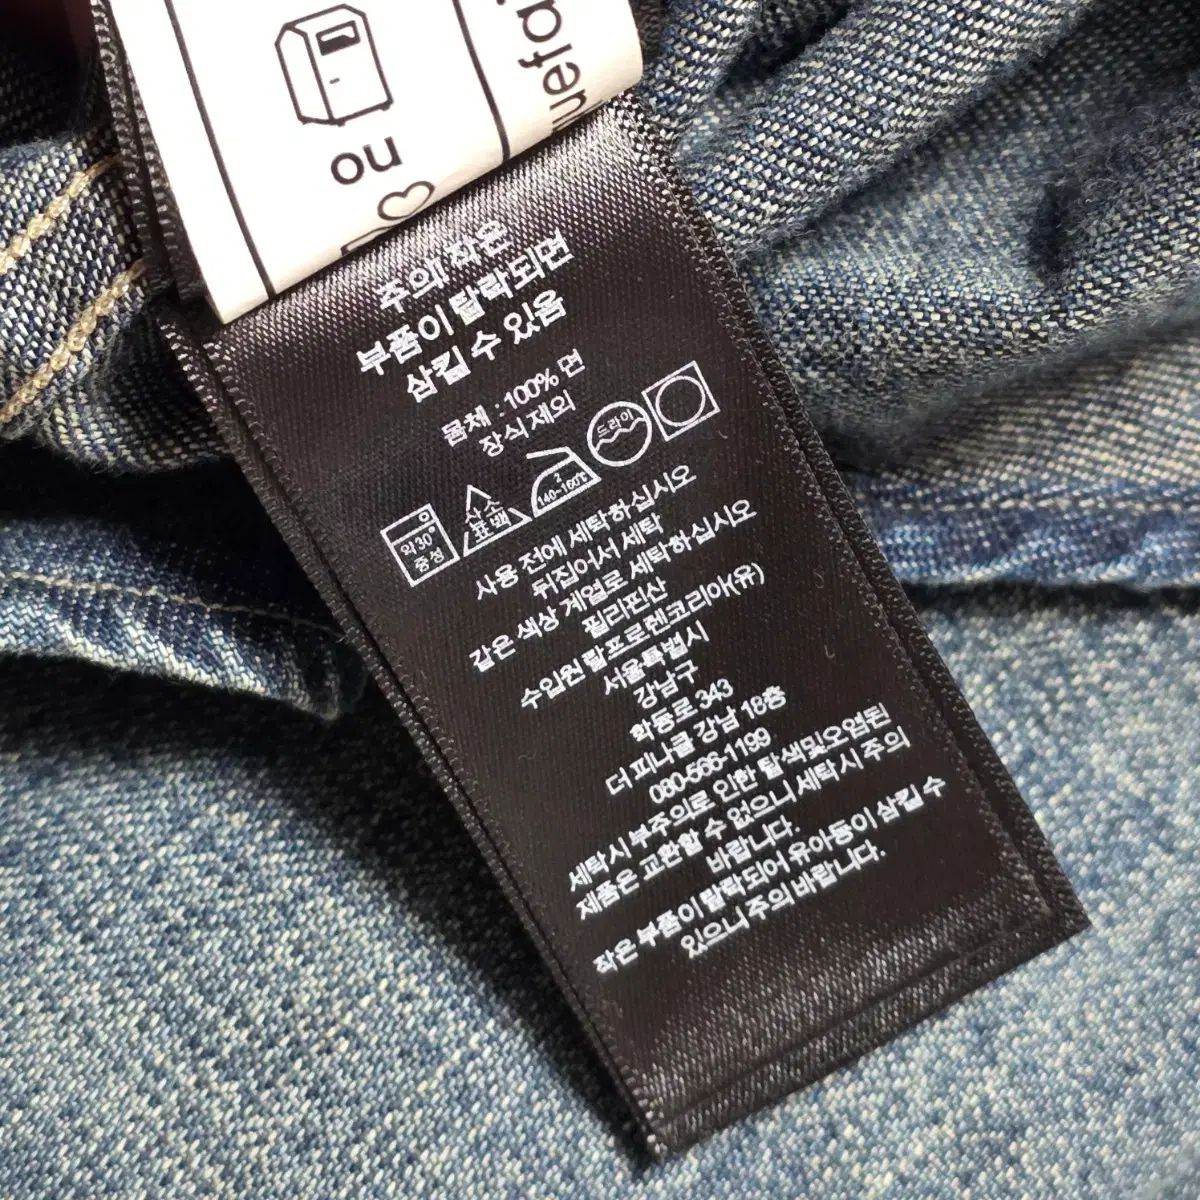 no
주의! 작은
부품이 탈락되면
삼킬 수 있음
몸체 : 100% 면
장식 제외
약30°
중성
산소
표백
2
140~160℃
드라이
사용 전에 세탁하십시오
뒤집어서 세탁
같은 색상 계열로 세탁하십시오
필리핀산
수입원 랄프로렌코리아(유)
서울특별시
강남구
학동로 343
더 피나클 강남 18층
080-566-1199
세탁시 부주의로 인한 탈색및오염된
제품은 교환할 수 없으니 세탁시 주의
바랍니다.
작은 부품이 탈락되어 유아등이 삼킬 수
있으니 주의 바랍니다.